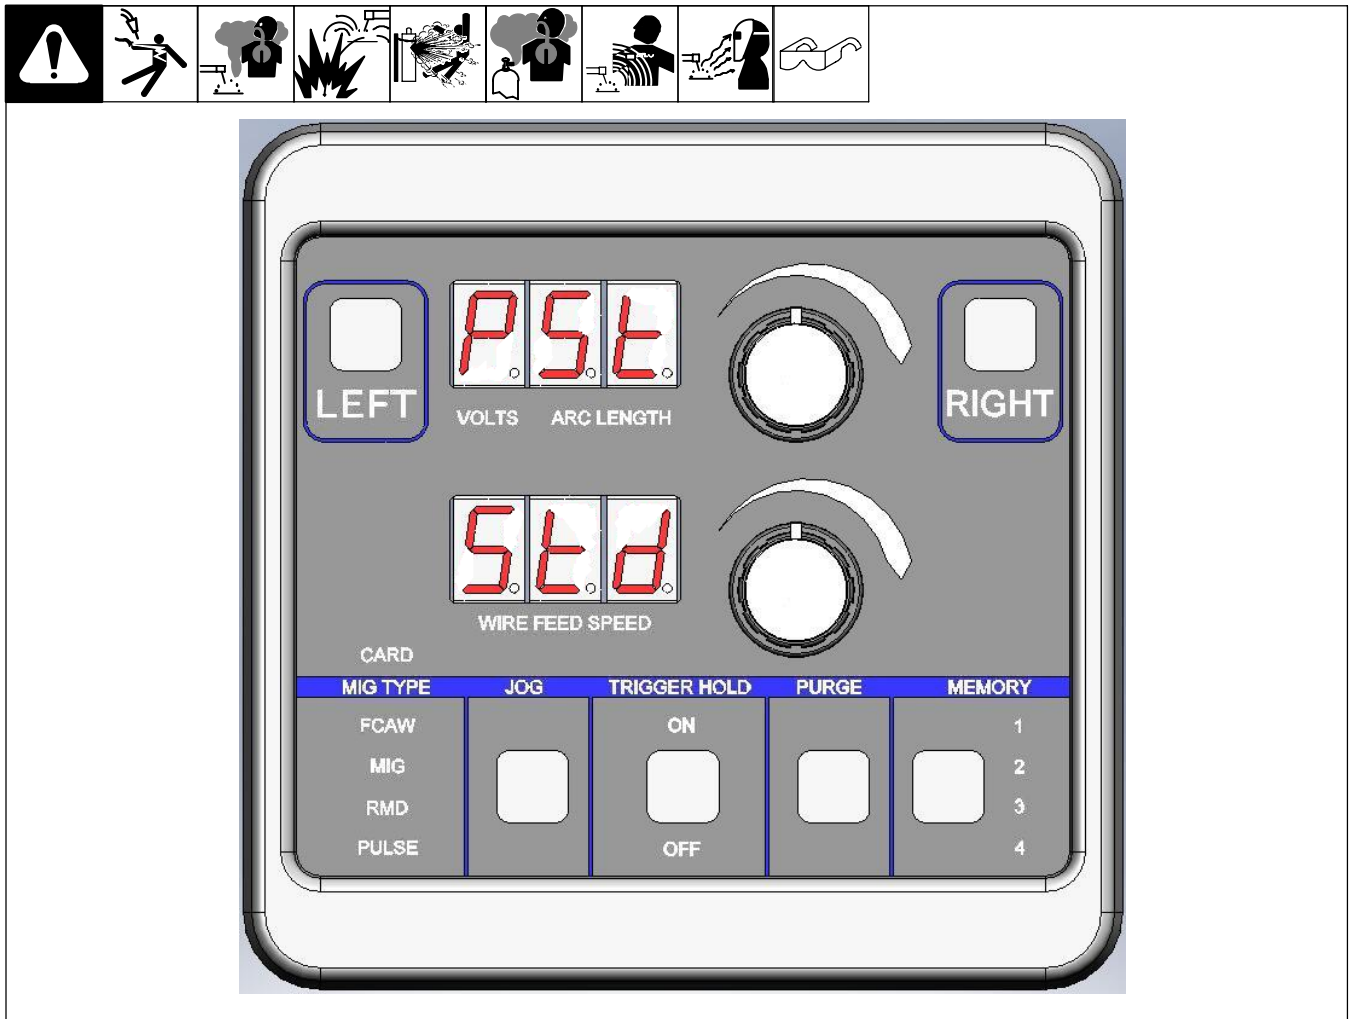 PSt
LEFT
RIGHT
VOLTS ARC LENGTH
Std
WIRE FEED SPEED
CARD
MIG TYPE JOG TRIGGER HOLD PURGE MEMORY
FCAW ON 1
MIG 2
RMD 3
PULSE OFF 4